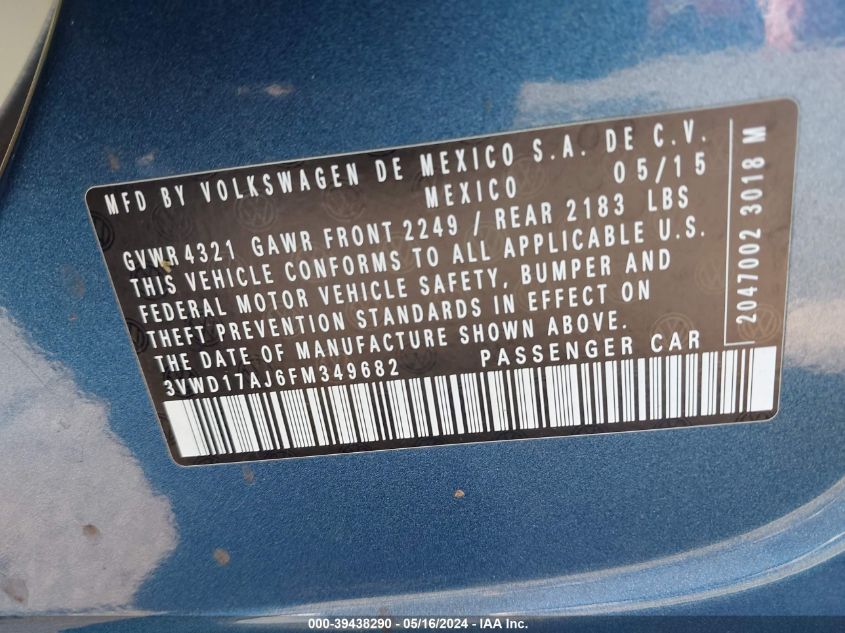 MFD BY VOLKSWAGEN DE MEXICO S.A. DE C.V.
MEXICO 05/15
GVWR 4321 GAWR FRONT 2249 / REAR 2183 LBS
THIS VEHICLE CONFORMS TO ALL APPLICABLE U.S.
FEDERAL MOTOR VEHICLE SAFETY, BUMPER AND
THEFT PREVENTION STANDARDS IN EFFECT ON
THE DATE OF MANUFACTURE SHOWN ABOVE.
3VWD17AJ6FM349682 PASSENGER CAR
2047002 3018 M
000-39438290 - 05/16/2024 - IAAI.com